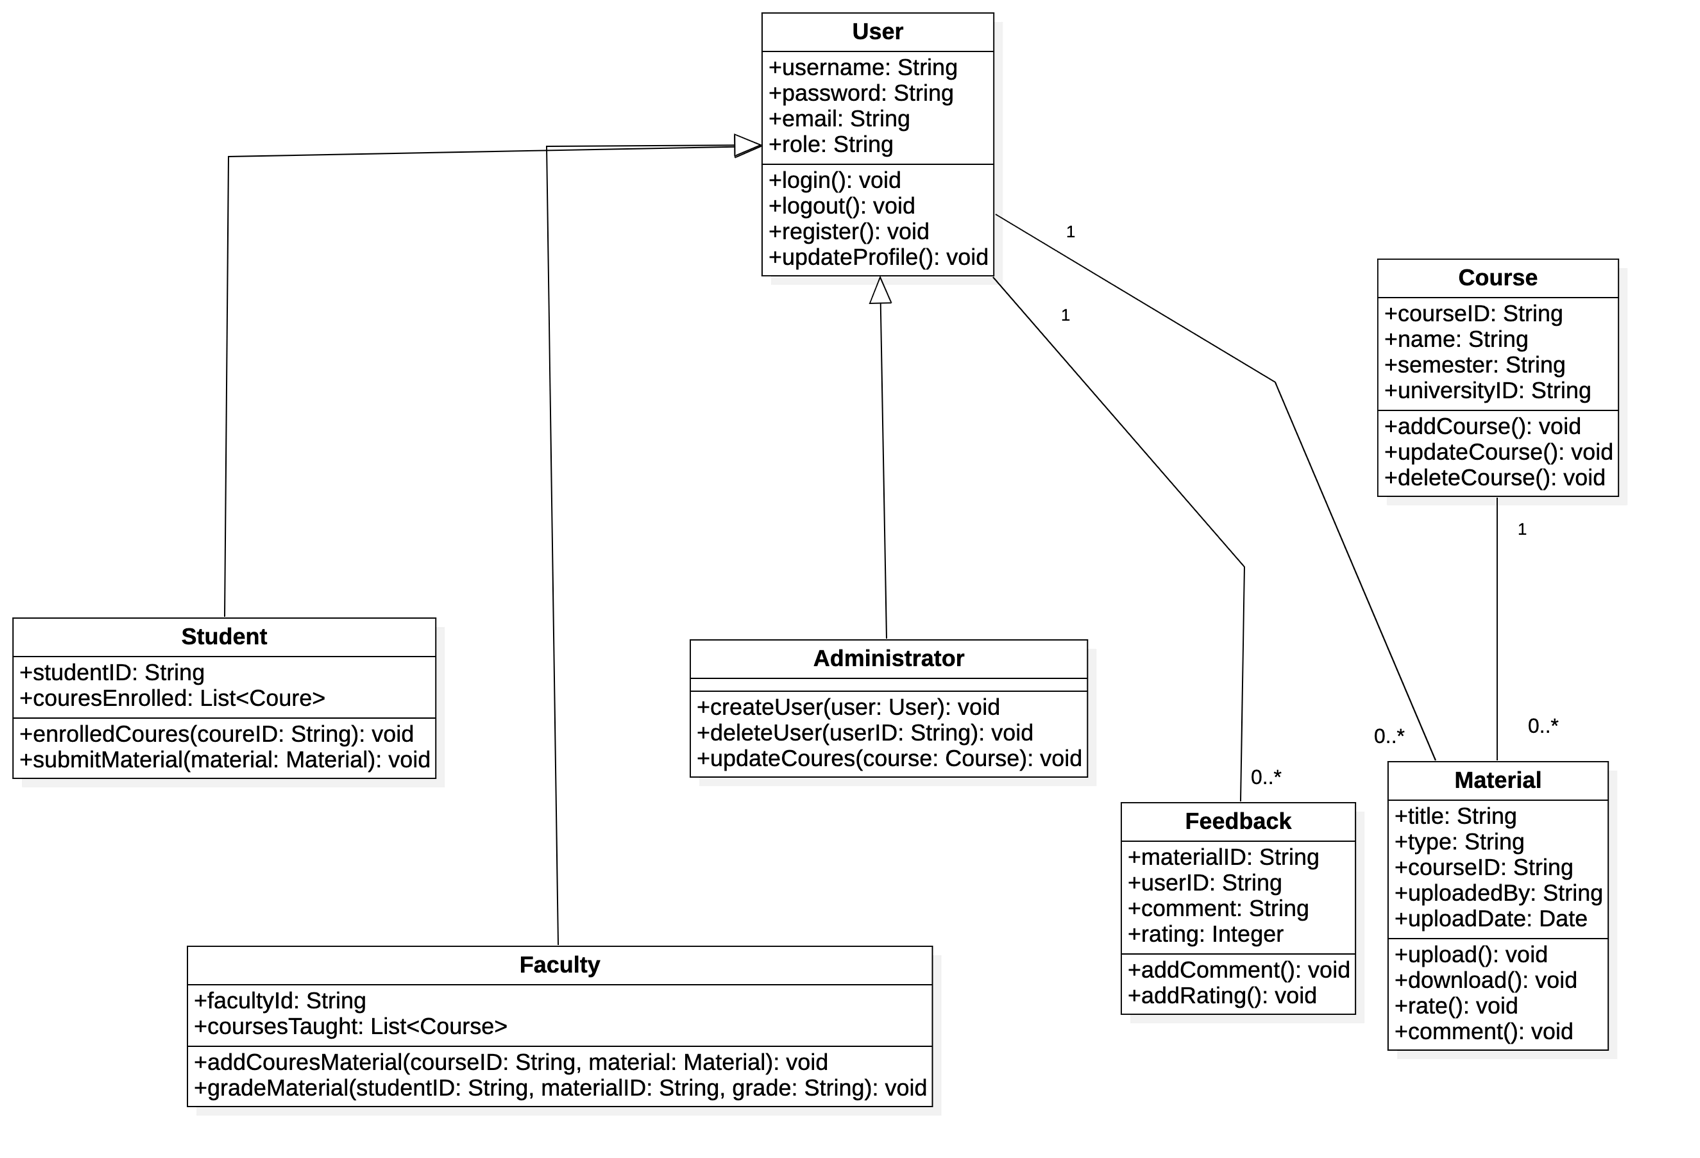 User
+username: String
+password: String
+email: String
+role: String
+login(): void
+logout(): void
+register(): void
+updateProfile(): void
1
1
Course
+courseID: String
+name: String
+semester: String
+universityID: String
+addCourse(): void
+updateCourse(): void
+deleteCourse(): void
1
Student
+studentID: String
+couresEnrolled: List<Coure>
+enrolledCoures(coureID: String): void
+submitMaterial(material: Material): void
Administrator
+createUser(user: User): void
+deleteUser(userID: String): void
+updateCoures(course: Course): void
0..*
0..*
0..*
Feedback
+materialID: String
+userID: String
+comment: String
+rating: Integer
+addComment(): void
+addRating(): void
Material
+title: String
+type: String
+courseID: String
+uploadedBy: String
+uploadDate: Date
+upload(): void
+download(): void
+rate(): void
+comment(): void
Faculty
+facultyId: String
+coursesTaught: List<Course>
+addCouresMaterial(courseID: String, material: Material): void
+gradeMaterial(studentID: String, materialID: String, grade: String): void